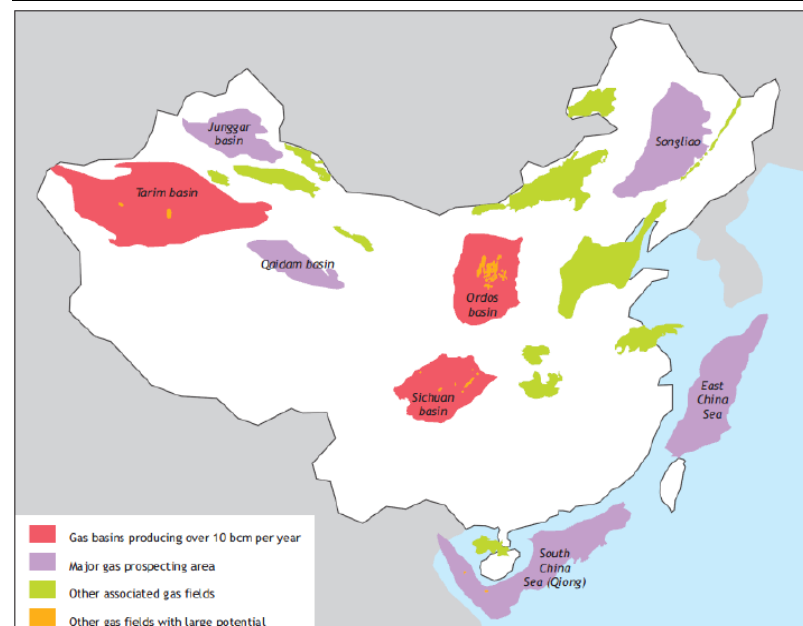 Junggar
basin
Songliao
Tarim basin
Qaidam basin
Ordos
basin
Sichuan
basin
East
China
Sea
South
China
Sea (Qiong)
Gas basins producing over 10 bcm per year
Major gas prospecting area
Other associated gas fields
Other gas fields with large potential